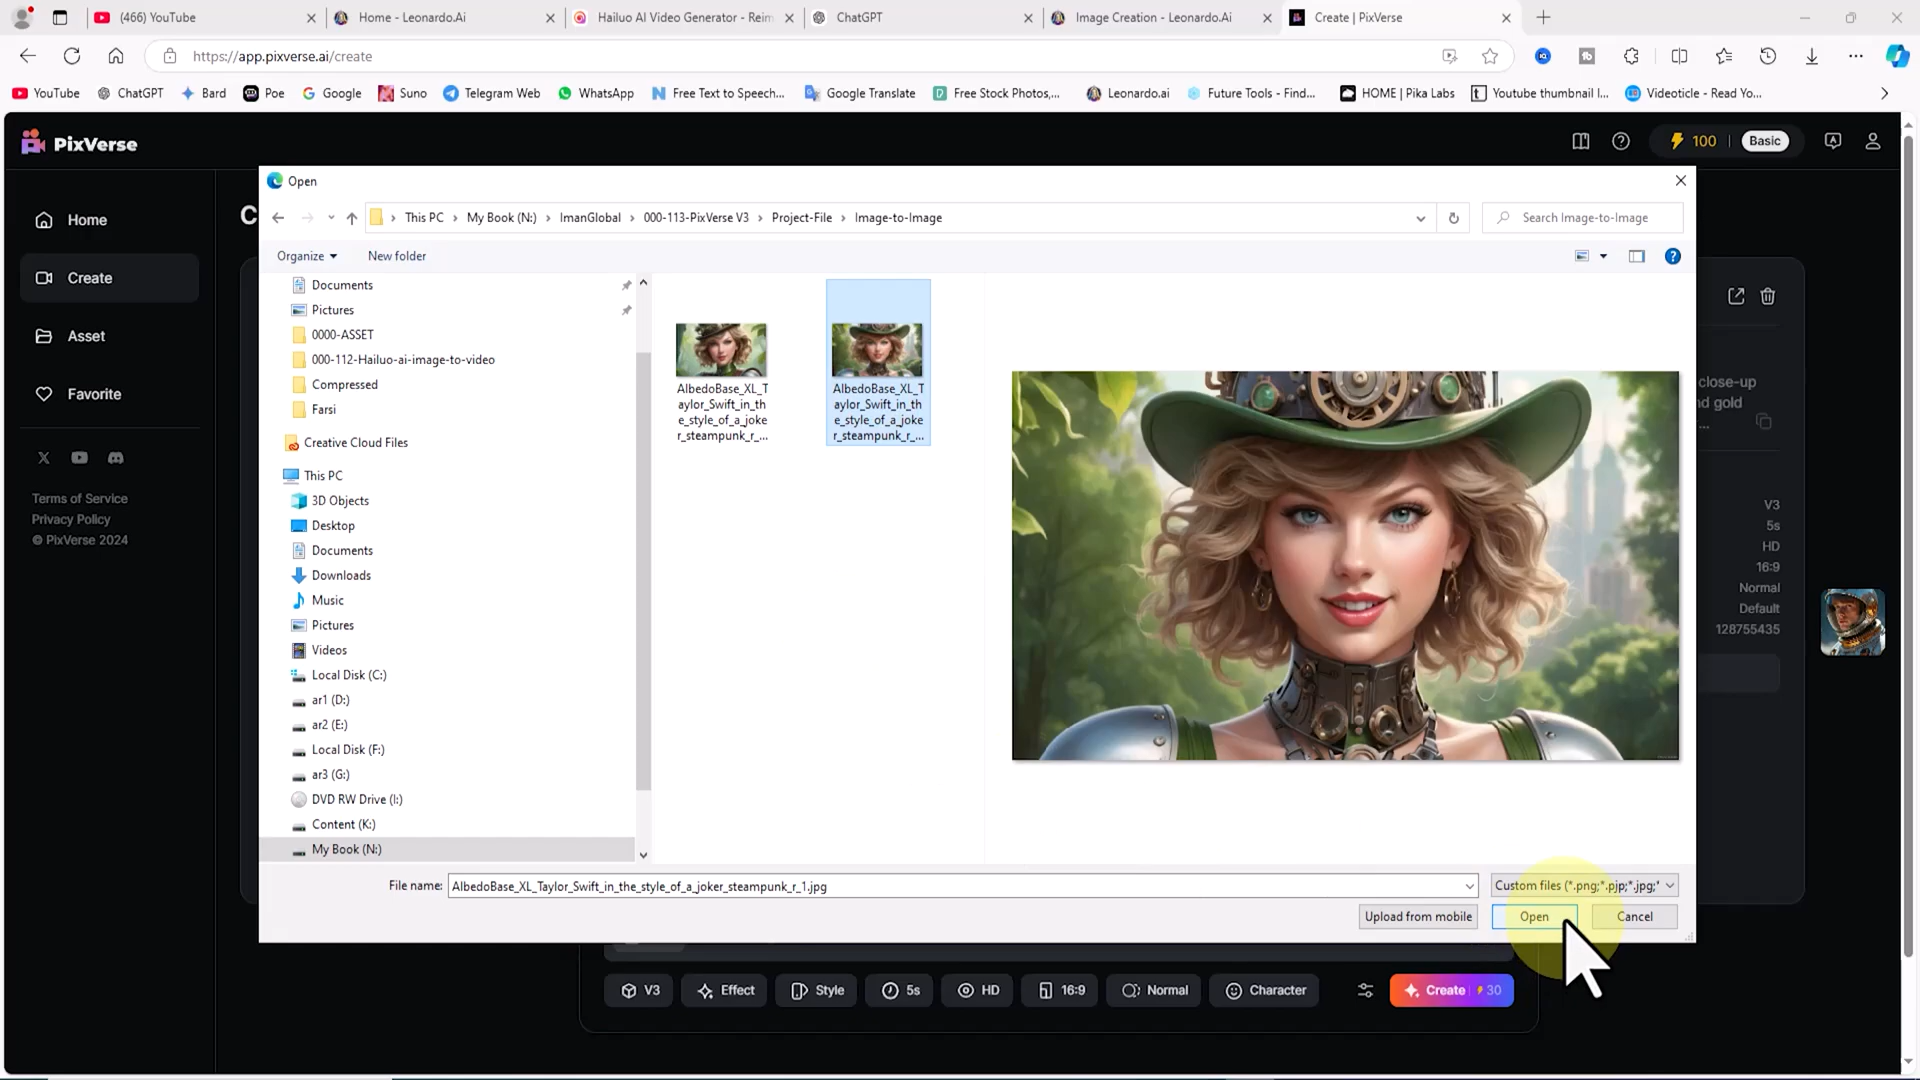 (466) YouTube
Home - Leonardo.Ai
Hailuo AI Video Generator - Reim
ChatGPT
Image Creation - Leonardo.Ai
Create | PixVerse
https://app.pixverse.ai/create
YouTube
ChatGPT
Bard
Poe
Google
Suno
Telegram Web
WhatsApp
Free Text to Speech...
Google Translate
Free Stock Photos,...
Leonardo.ai
Future Tools - Find...
HOME | Pika Labs
Youtube thumbnail I...
Videoticle - Read Yo...
PixVerse
100
Basic
Home
Create
Asset
Favorite
Terms of Service
Privacy Policy
© PixVerse 2024
C
Open
This PC > My Book (N:) > ImanGlobal > 000-113-PixVerse V3 > Project-File > Image-to-Image
Search Image-to-Image
Organize
New folder
Documents
Pictures
0000-ASSET
000-112-Hailuo-ai-image-to-video
Compressed
Farsi
Creative Cloud Files
This PC
3D Objects
Desktop
Documents
Downloads
Music
Pictures
Videos
Local Disk (C:)
ar1 (D:)
ar2 (E:)
Local Disk (F:)
ar3 (G:)
DVD RW Drive (I:)
Content (K:)
My Book (N:)
AlbedoBase_XL_T
aylor_Swift_in_th
e_style_of_a_joke
r_steampunk_r_...
AlbedoBase_XL_T
aylor_Swift_in_th
e_style_of_a_joke
r_steampunk_r_...
File name:
AlbedoBase_XL_Taylor_Swift_in_the_style_of_a_joker_steampunk_r_1.jpg
Custom files (*.png;*.pjp;*.jpg;*
Upload from mobile
Open
Cancel
close-up
nd gold
...
V3
5s
HD
16:9
Normal
Default
128755435
V3
Effect
Style
5s
HD
16:9
Normal
Character
Create
30